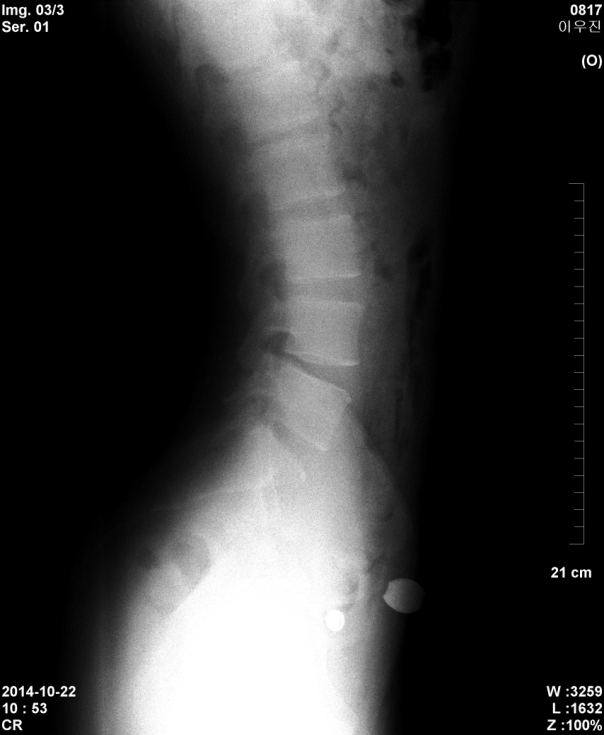 Img. 03/3
Ser. 01
0817
이우진
(O)
21 cm
2014-10-22
10 : 53
CR
W :3259
L :1632
Z :100%